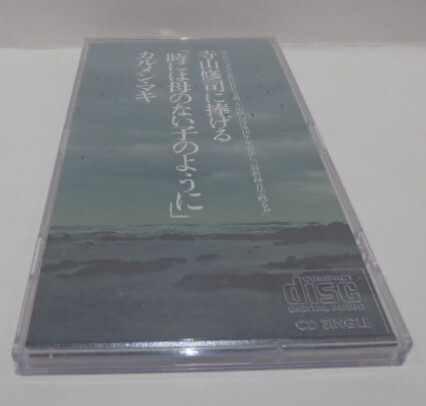 寺山修司に捧げる
「時には母のない子のように」
カルメン・マキ
COMPACT
disc
DIGITAL AUDIO
CD SINGLE